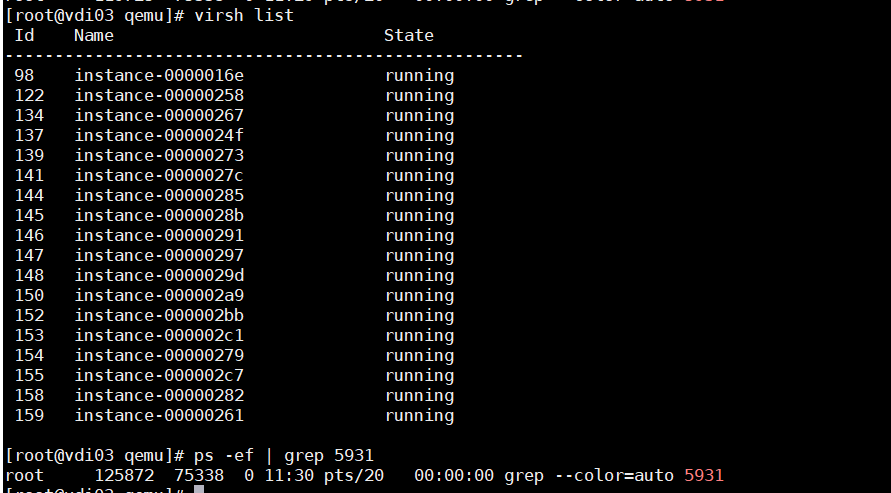 [root@vdi03 qemu]# virsh list
Id Name State
----------------------------------------------------
98 instance-0000016e running
122 instance-00000258 running
134 instance-00000267 running
137 instance-0000024f running
139 instance-00000273 running
141 instance-0000027c running
144 instance-00000285 running
145 instance-0000028b running
146 instance-00000291 running
147 instance-00000297 running
148 instance-0000029d running
150 instance-000002a9 running
152 instance-000002bb running
153 instance-000002c1 running
154 instance-00000279 running
155 instance-000002c7 running
158 instance-00000282 running
159 instance-00000261 running
[root@vdi03 qemu]# ps -ef | grep 5931
root 125872 75338 0 11:30 pts/20 00:00:00 grep --color=auto 5931
[root@vdi03 qemu]#